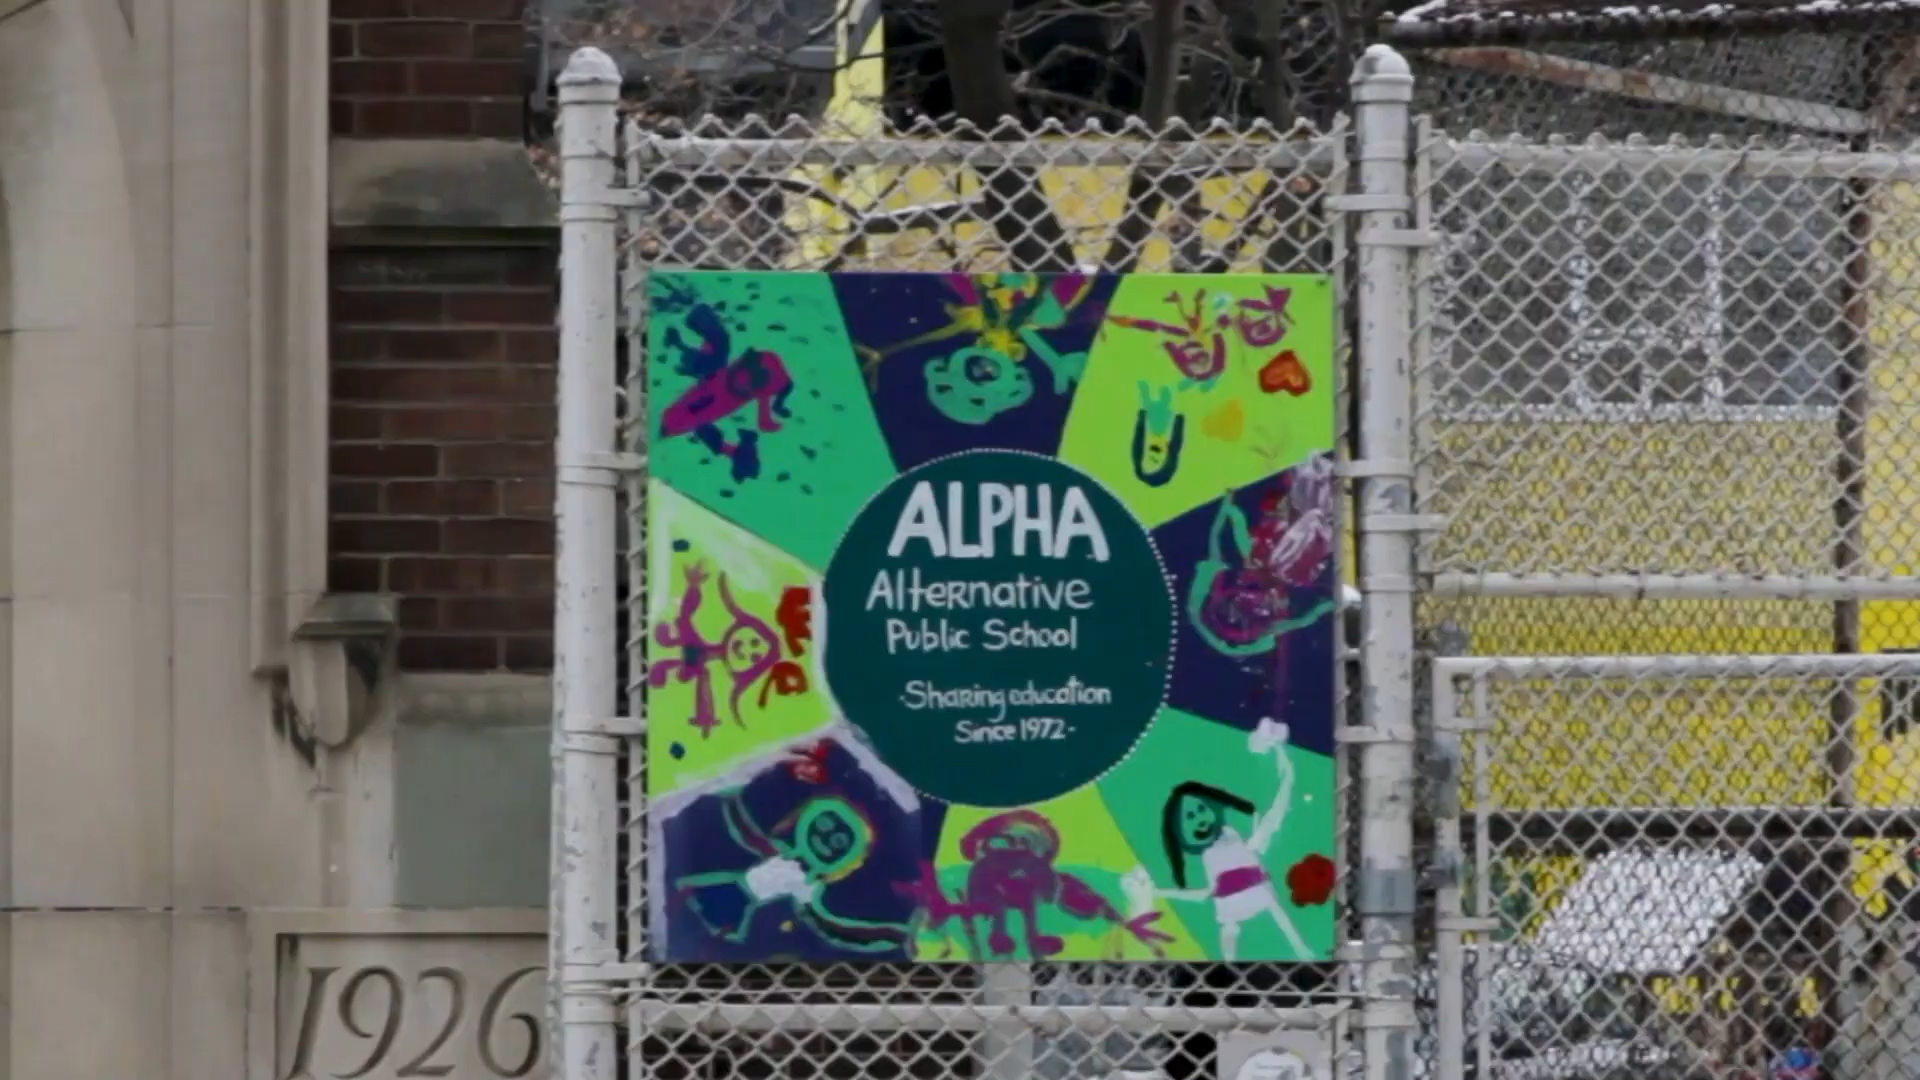 ALPHA
Alternative
Public School
-Sharing education
Since 1972-
1926